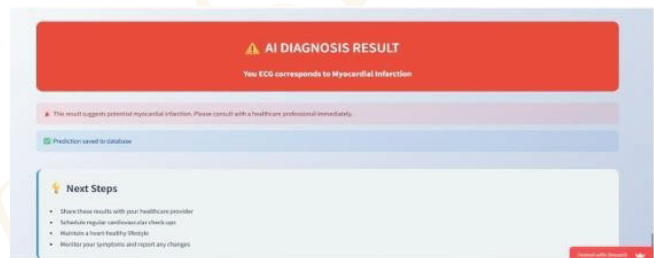 ⚠ AI DIAGNOSIS RESULT
You ECG corresponds to Myocardial Infarction
This result suggests potential myocardial infarction. Please consult with a healthcare professional immediately.
Prediction saved to database
Next Steps
• Share these results with your healthcare provider
• Schedule regular cardiovascular check-ups
• Maintain a heart-healthy lifestyle
• Monitor your symptoms and report any changes